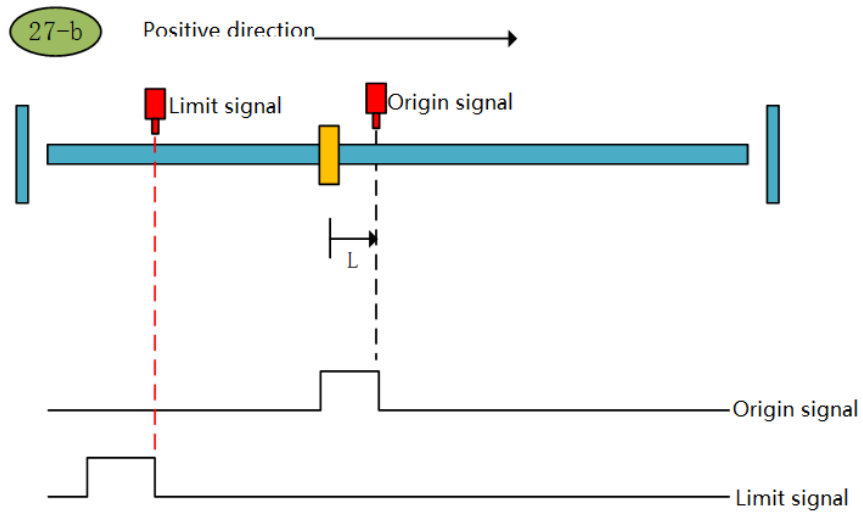 27-b
Positive direction
Limit signal
Origin signal
L
Origin signal
Limit signal